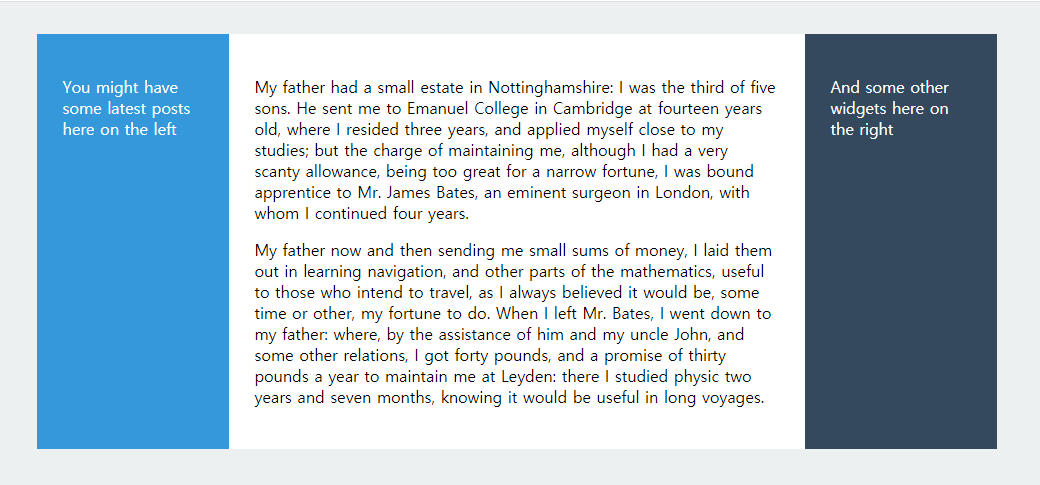 You might have
some latest posts
here on the left
My father had a small estate in Nottinghamshire: I was the third of five
sons. He sent me to Emanuel College in Cambridge at fourteen years
old, where I resided three years, and applied myself close to my
studies; but the charge of maintaining me, although I had a very
scanty allowance, being too great for a narrow fortune, I was bound
apprentice to Mr. James Bates, an eminent surgeon in London, with
whom I continued four years.
My father now and then sending me small sums of money, I laid them
out in learning navigation, and other parts of the mathematics, useful
to those who intend to travel, as I always believed it would be, some
time or other, my fortune to do. When I left Mr. Bates, I went down to
my father: where, by the assistance of him and my uncle John, and
some other relations, I got forty pounds, and a promise of thirty
pounds a year to maintain me at Leyden: there I studied physic two
years and seven months, knowing it would be useful in long voyages.
And some other
widgets here on
the right